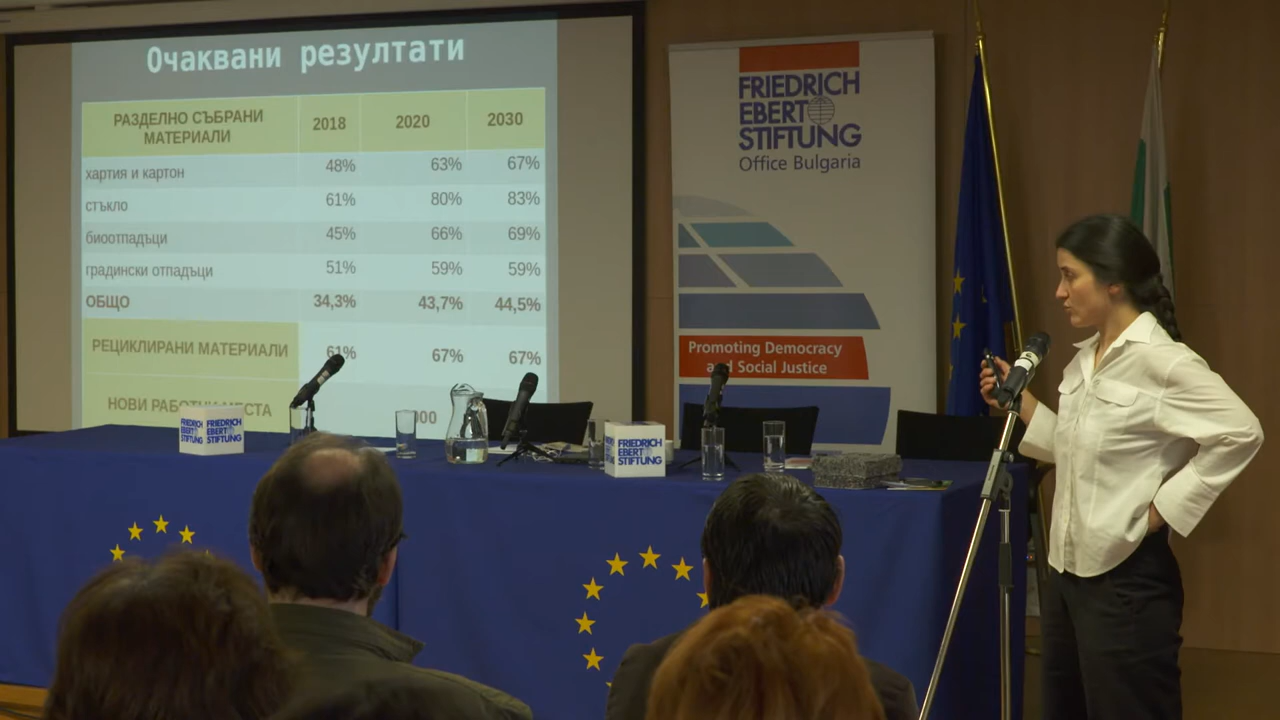 Очаквани резултати
РАЗДЕЛНО СЪБРАНИ МАТЕРИАЛИ 2018 2020 2030
хартия и картон 48% 63% 67%
стъкло 61% 80% 83%
биоотпадъци 45% 66% 69%
градински отпадъци 51% 59% 59%
ОБЩО 34,3% 43,7% 44,5%
РЕЦИКЛИРАНИ МАТЕРИАЛИ 61% 67% 67%
НОВИ
FRIEDRICH
EBERT
STIFTUNG
Office Bulgaria
Promoting Democracy
and Social Justice
FRIEDRICH
EBERT
STIFTUNG
FRIEDRICH
EBERT
STIFTUNG